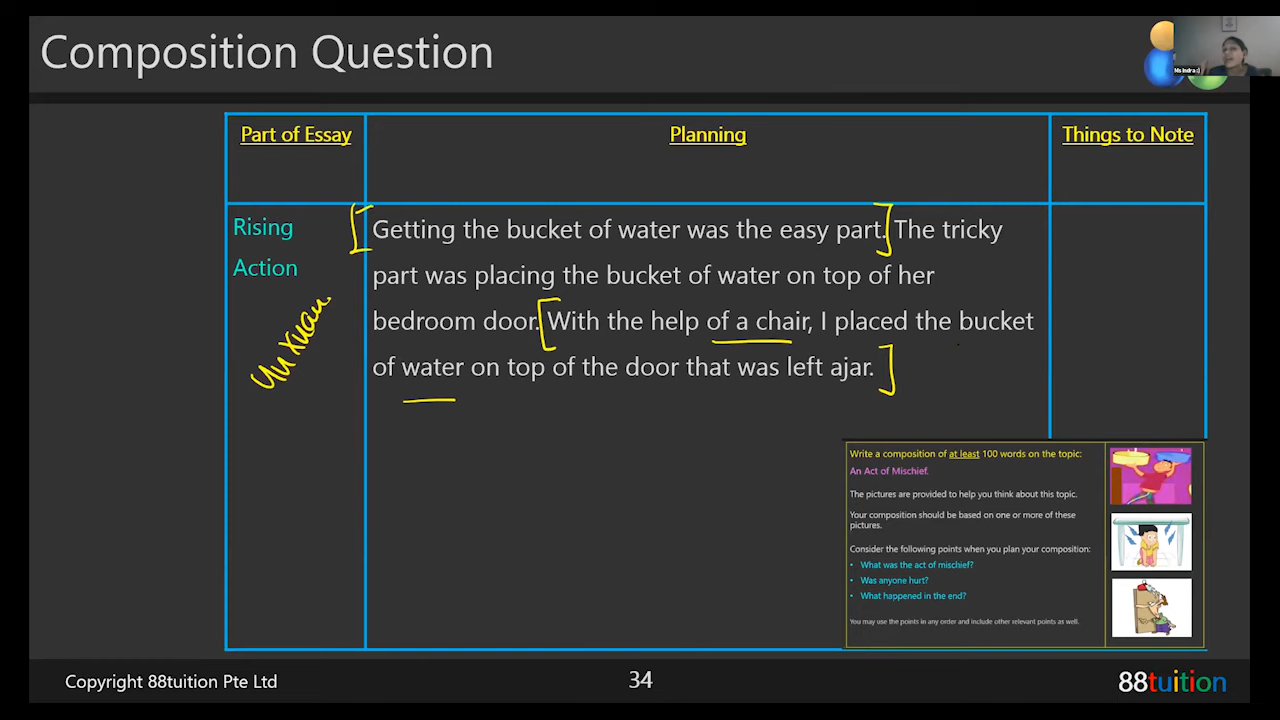 Composition Question
Ms Indra :)
Part of Essay
Planning
Things to Note
Rising
Action
Yu Xuan
Getting the bucket of water was the easy part. The tricky
part was placing the bucket of water on top of her
bedroom door. With the help of a chair, I placed the bucket
of water on top of the door that was left ajar.
Write a composition of at least 100 words on the topic:
An Act of Mischief.
The pictures are provided to help you think about this topic.
Your composition should be based on one or more of these
pictures.
Consider the following points when you plan your composition:
• What was the act of mischief?
• Was anyone hurt?
• What happened in the end?
You may use the points in any order and include other relevant points as well.
Copyright 88tuition Pte Ltd
34
88tuition